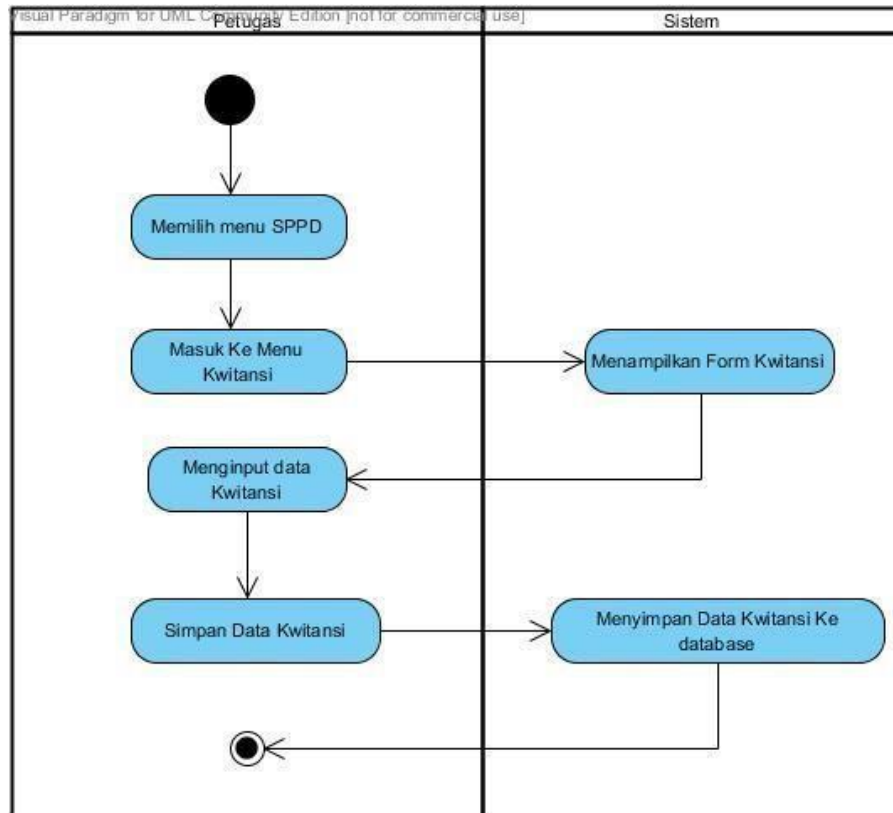 Visual Paradigm for UML Community Edition [not for commercial use]
Petugas
Sistem
Memilih menu SPPD
Masuk Ke Menu
Kwitansi
Menampilkan Form Kwitansi
Menginput data
Kwitansi
Simpan Data Kwitansi
Menyimpan Data Kwitansi Ke
database